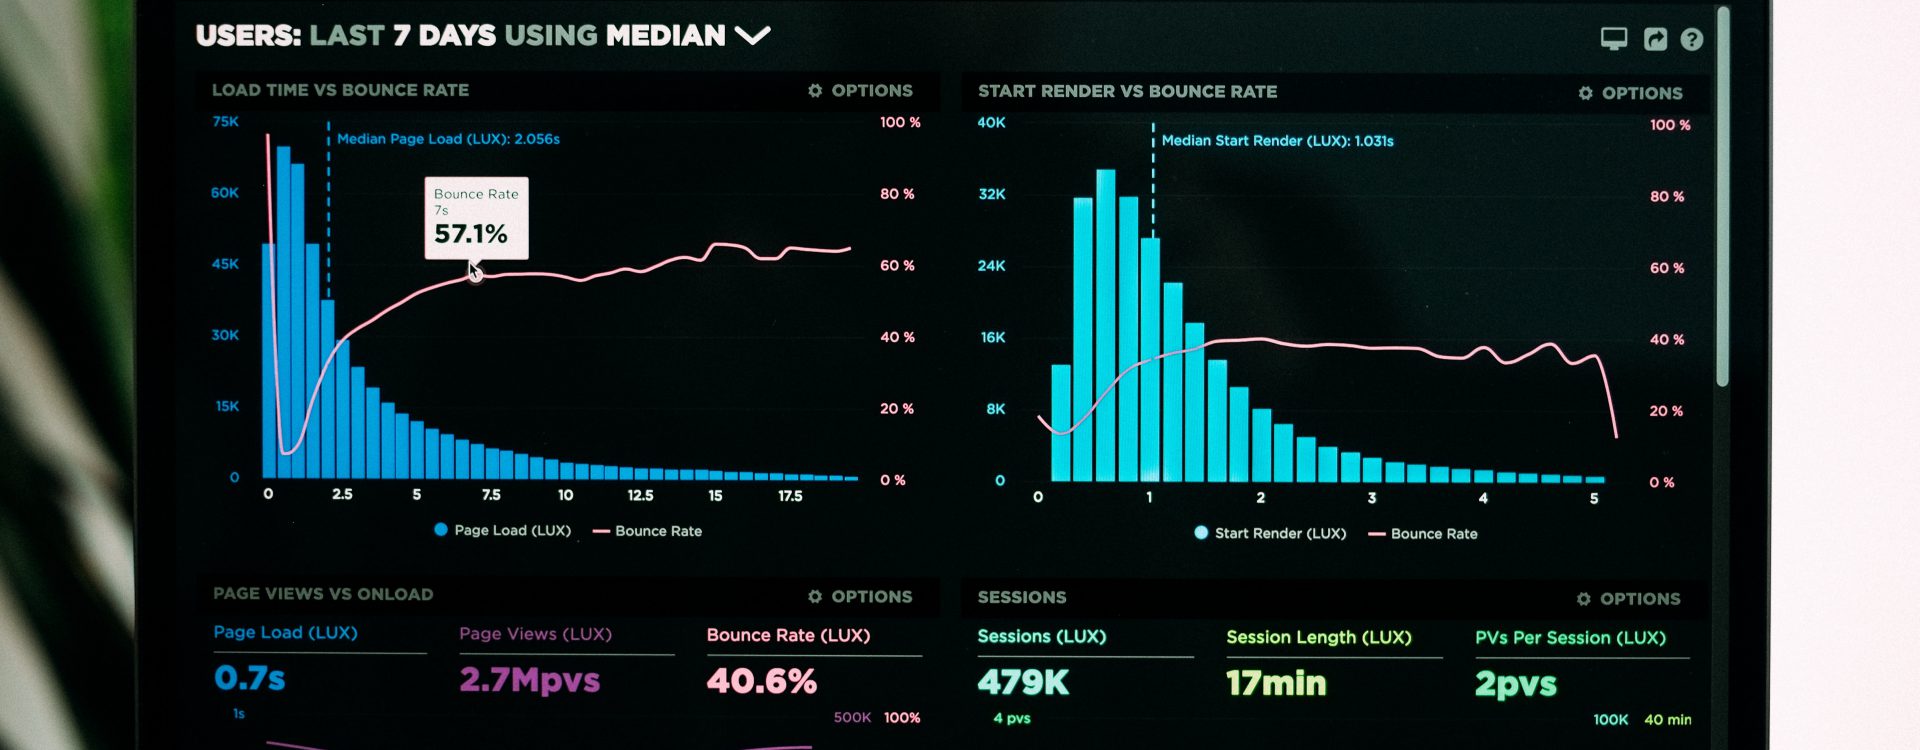 USERS: LAST 7 DAYS USING MEDIAN
LOAD TIME VS BOUNCE RATE
OPTIONS
75K
60K
45K
30K
15K
0
Median Page Load (LUX): 2.056s
Bounce Rate
7s
57.1%
100 %
80 %
60 %
40 %
20 %
0 %
0 2.5 5 7.5 10 12.5 15 17.5
Page Load (LUX) Bounce Rate
START RENDER VS BOUNCE RATE
OPTIONS
40K
32K
24K
16K
8K
0
Median Start Render (LUX): 1.031s
100 %
80 %
60 %
40 %
20 %
0 %
0 1 2 3 4 5
Start Render (LUX) Bounce Rate
PAGE VIEWS VS ONLOAD
OPTIONS
Page Load (LUX)
0.7s
1s
Page Views (LUX)
2.7Mpvs
Bounce Rate (LUX)
40.6%
500K 100%
SESSIONS
OPTIONS
Sessions (LUX)
479K
4 pvs
Session Length (LUX)
17min
PVs Per Session (LUX)
2pvs
100K 40 min